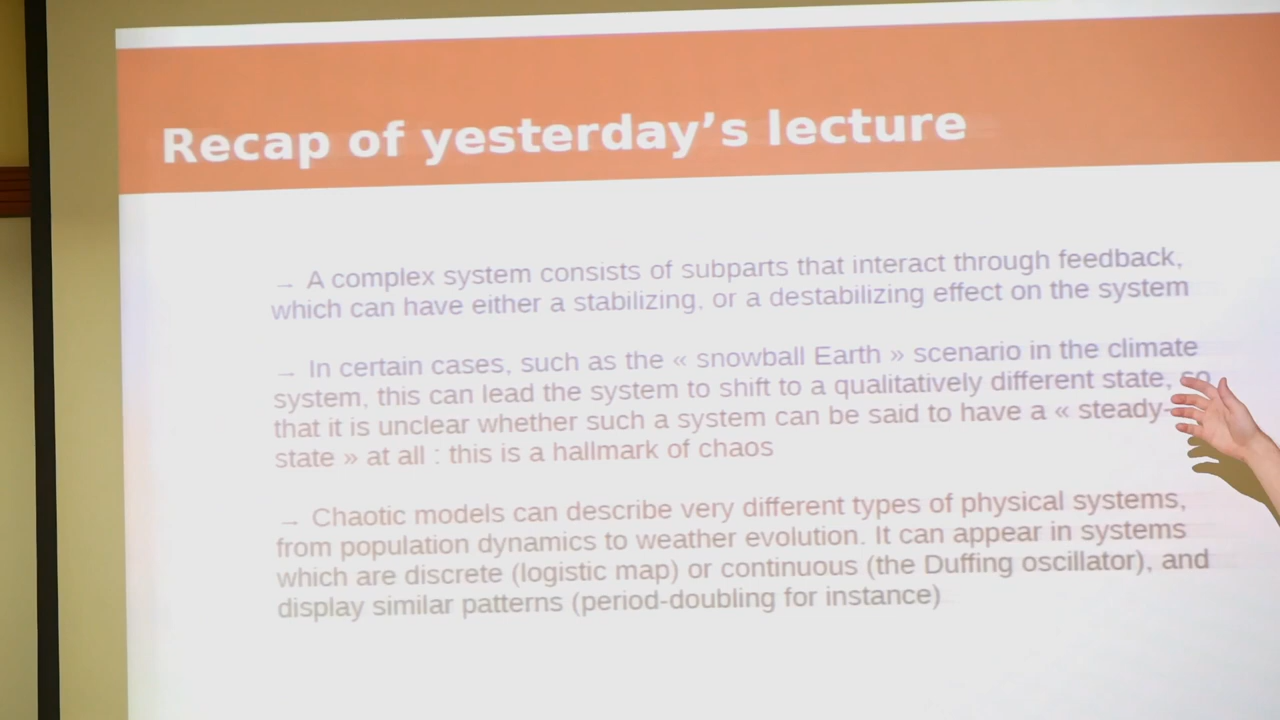 Recap of yesterday’s lecture
→ A complex system consists of subparts that interact through feedback,
which can have either a stabilizing, or a destabilizing effect on the system
→ In certain cases, such as the « snowball Earth » scenario in the climate
system, this can lead the system to shift to a qualitatively different state, so
that it is unclear whether such a system can be said to have a « steady-
state » at all : this is a hallmark of chaos
→ Chaotic models can describe very different types of physical systems,
from population dynamics to weather evolution. It can appear in systems
which are discrete (logistic map) or continuous (the Duffing oscillator), and
display similar patterns (period-doubling for instance)